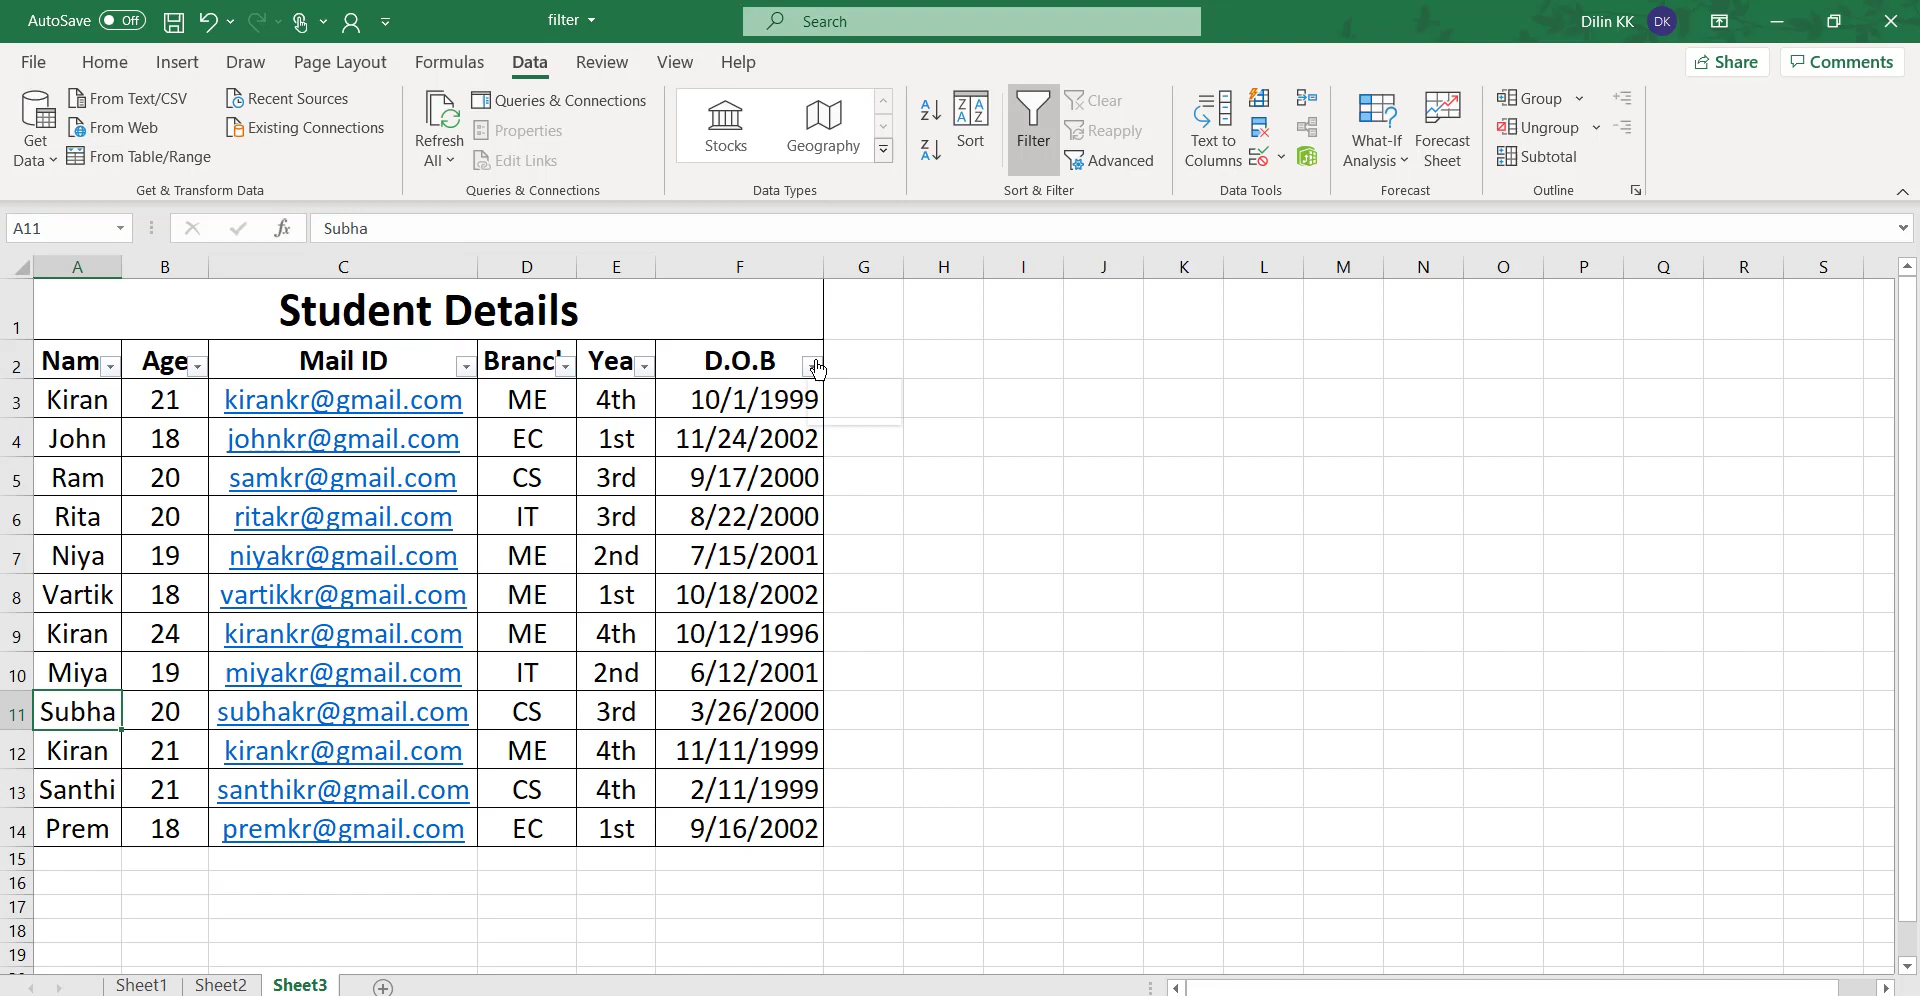 AutoSave Off filter Search Dilin KK DK
File Home Insert Draw Page Layout Formulas Data Review View Help Share Comments
Get Data From Text/CSV From Web From Table/Range Recent Sources Existing Connections
Get & Transform Data
Refresh All Queries & Connections Properties Edit Links
Queries & Connections
Stocks Geography
Data Types
Sort Filter Clear Reapply Advanced
Sort & Filter
Text to Columns
Data Tools
What-If Analysis Forecast Sheet
Forecast
Group Ungroup Subtotal
Outline
A11 fx Subha
A B C D E F G H I J K L M N O P Q R S
1 Student Details
2 Nam Age Mail ID Branc Yea D.O.B
3 Kiran 21 kirankr@gmail.com ME 4th 10/1/1999
4 John 18 johnkr@gmail.com EC 1st 11/24/2002
5 Ram 20 samkr@gmail.com CS 3rd 9/17/2000
6 Rita 20 ritakr@gmail.com IT 3rd 8/22/2000
7 Niya 19 niyakr@gmail.com ME 2nd 7/15/2001
8 Vartik 18 vartikkr@gmail.com ME 1st 10/18/2002
9 Kiran 24 kirankr@gmail.com ME 4th 10/12/1996
10 Miya 19 miyakr@gmail.com IT 2nd 6/12/2001
11 Subha 20 subhakr@gmail.com CS 3rd 3/26/2000
12 Kiran 21 kirankr@gmail.com ME 4th 11/11/1999
13 Santhi 21 santhikr@gmail.com CS 4th 2/11/1999
14 Prem 18 premkr@gmail.com EC 1st 9/16/2002
15
16
17
18
19
Sheet1 Sheet2 Sheet3